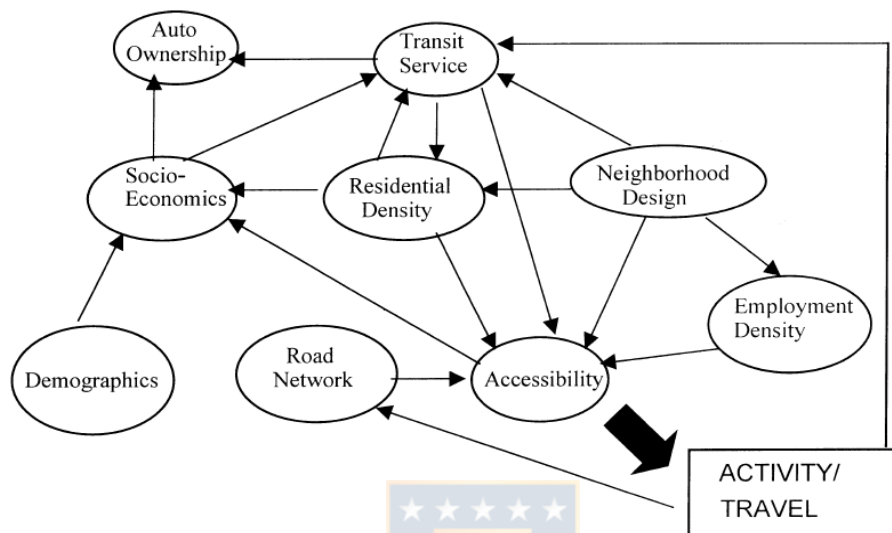 Auto
Ownership
Transit
Service
Socio-
Economics
Residential
Density
Neighborhood
Design
Employment
Density
Demographics
Road
Network
Accessibility
ACTIVITY/
TRAVEL